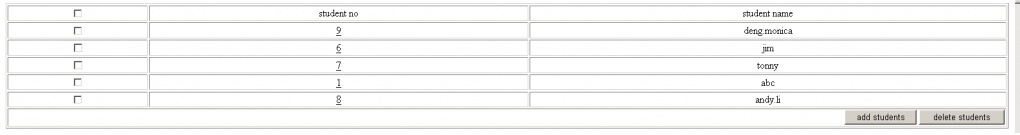 student no student name
9 deng.monica
6 jim
7 tonny
1 abc
8 andy.li
add students delete students